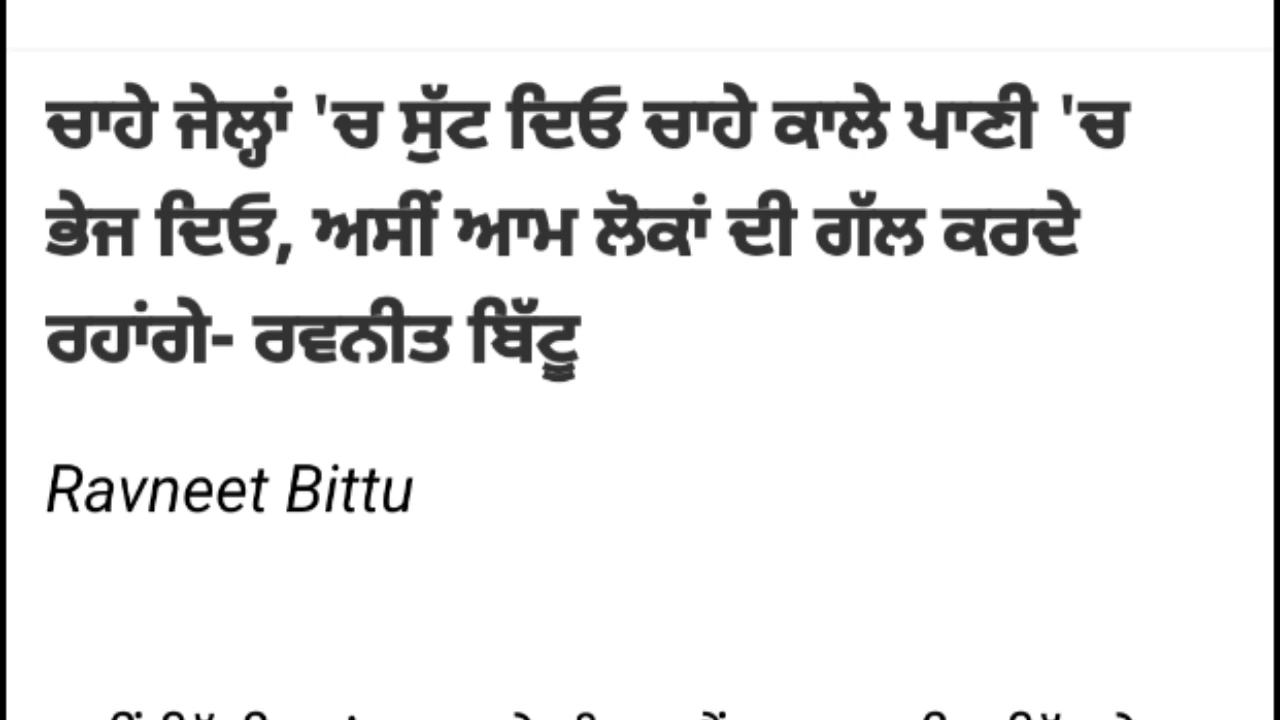 ਚਾਹੇ ਜੇਲ੍ਹਾਂ 'ਚ ਸੁੱਟ ਦਿਓ ਚਾਹੇ ਕਾਲੇ ਪਾਣੀ 'ਚ
ਭੇਜ ਦਿਓ, ਅਸੀਂ ਆਮ ਲੋਕਾਂ ਦੀ ਗੱਲ ਕਰਦੇ
ਰਹਾਂਗੇ- ਰਵਨੀਤ ਬਿੱਟੂ
Ravneet Bittu